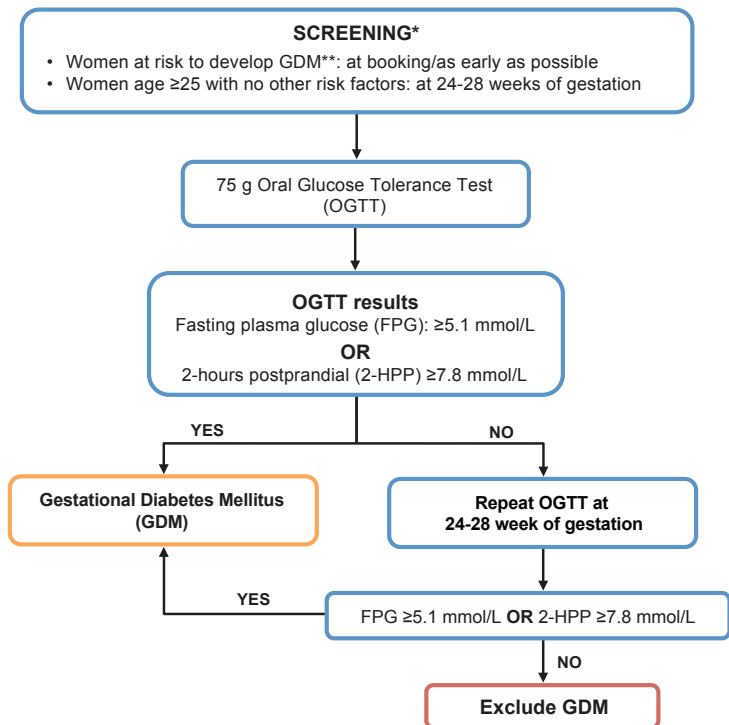 SCREENING*
• Women at risk to develop GDM**: at booking/as early as possible
• Women age ≥25 with no other risk factors: at 24-28 weeks of gestation
75 g Oral Glucose Tolerance Test
(OGTT)
OGTT results
Fasting plasma glucose (FPG): ≥5.1 mmol/L
OR
2-hours postprandial (2-HPP) ≥7.8 mmol/L
YES
NO
Gestational Diabetes Mellitus
(GDM)
Repeat OGTT at
24-28 week of gestation
YES
FPG ≥5.1 mmol/L OR 2-HPP ≥7.8 mmol/L
NO
Exclude GDM